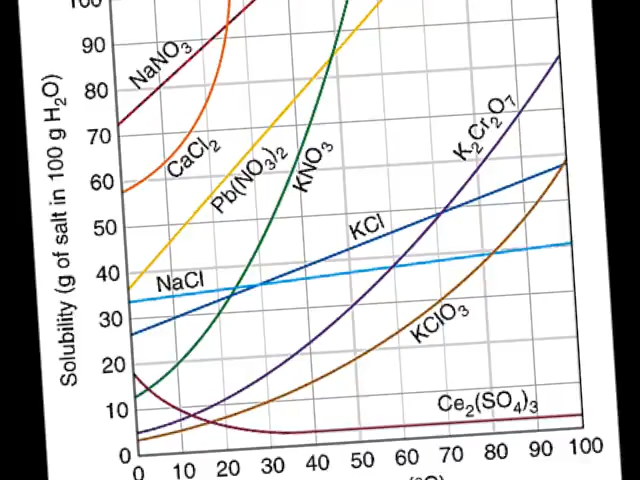 100
90
80
70
60
50
40
30
20
10
0
Solubility (g of salt in 100 g H₂O)
NaNO₃
CaCl₂
Pb(NO₃)₂
KNO₃
K₂Cr₂O₇
KCl
NaCl
KClO₃
Ce₂(SO₄)₃
0 10 20 30 40 50 60 70 80 90 100